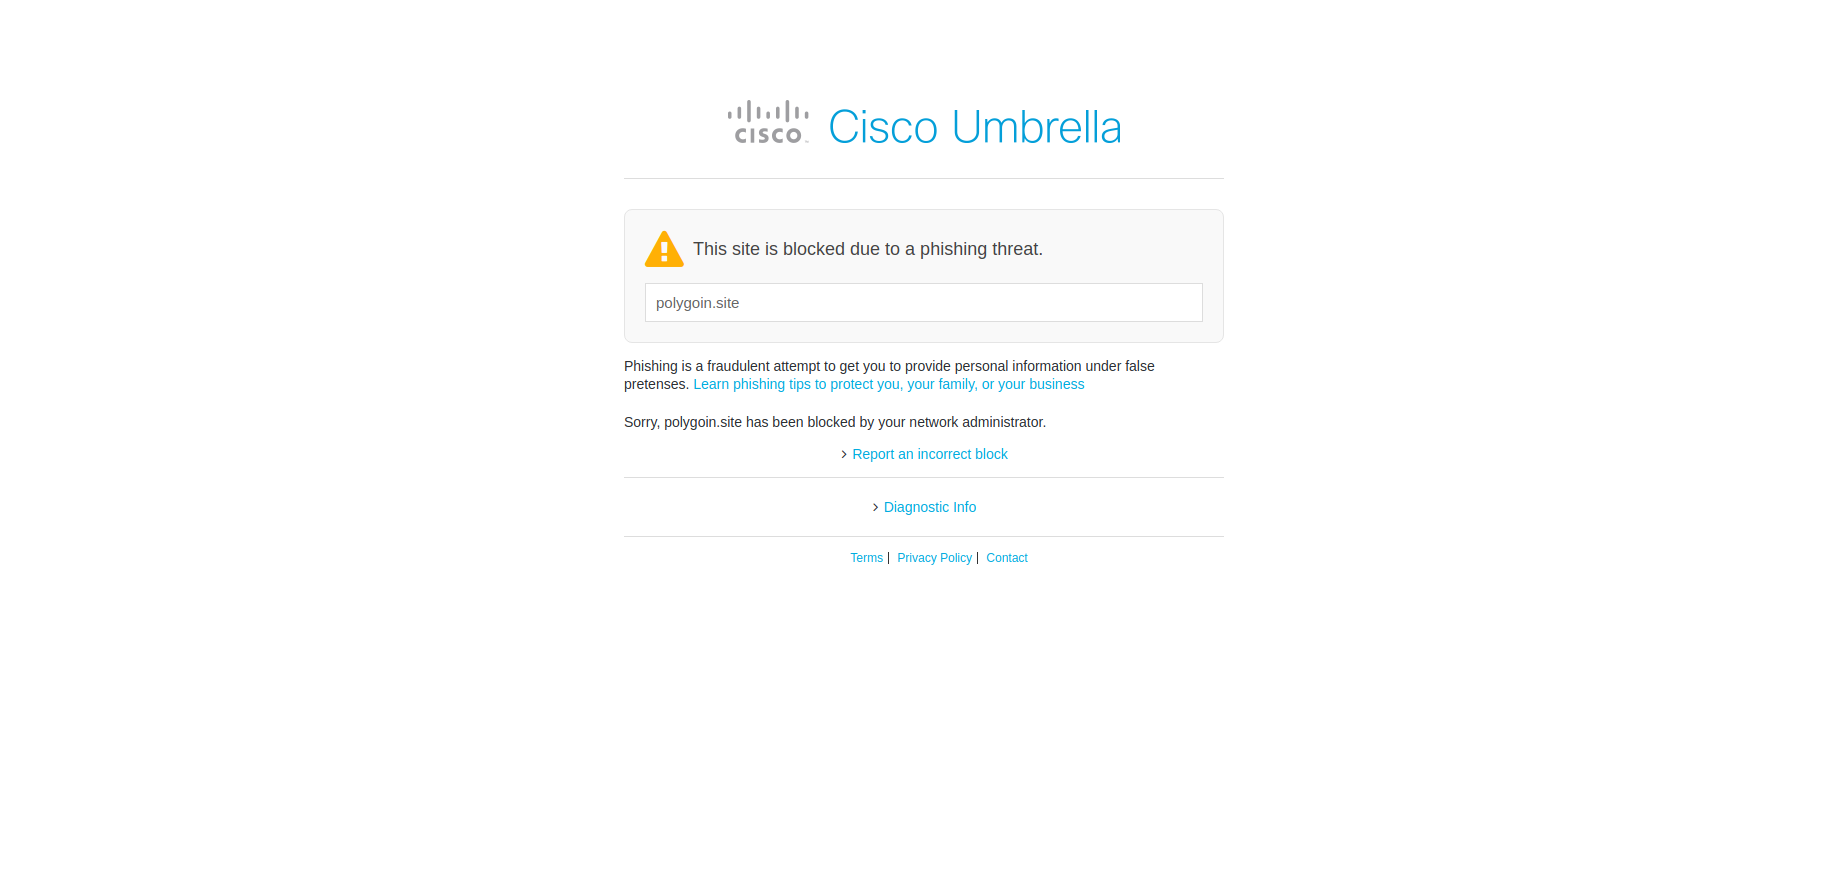 cisco Cisco Umbrella
This site is blocked due to a phishing threat.
polygoin.site
Phishing is a fraudulent attempt to get you to provide personal information under false
pretenses. Learn phishing tips to protect you, your family, or your business
Sorry, polygoin.site has been blocked by your network administrator.
> Report an incorrect block
> Diagnostic Info
Terms | Privacy Policy | Contact